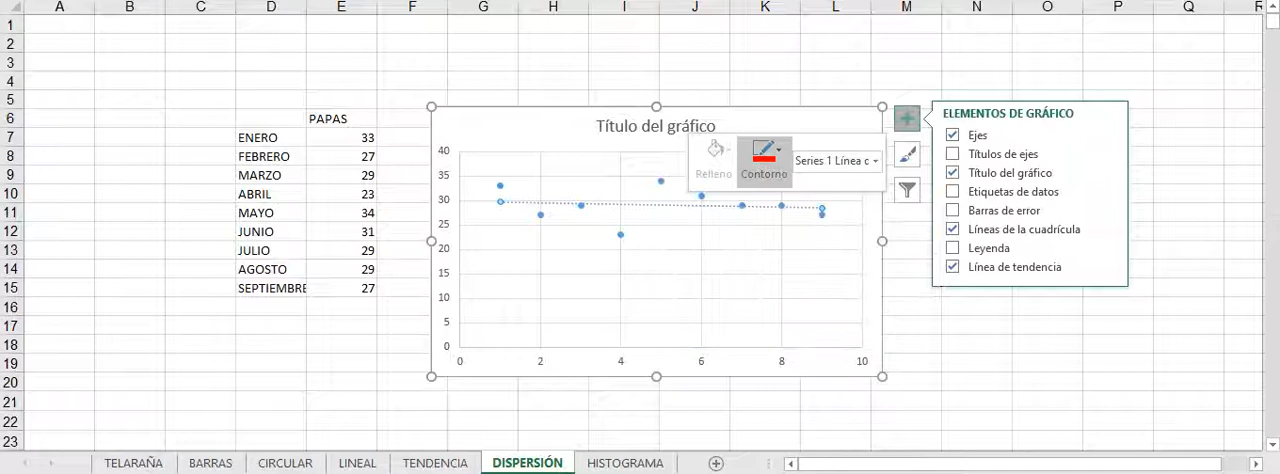 A B C D E F G H I J K L M N O P Q R
1
2
3
4
5
6 PAPAS
7 ENERO 33
8 FEBRERO 27
9 MARZO 29
10 ABRIL 23
11 MAYO 34
12 JUNIO 31
13 JULIO 29
14 AGOSTO 29
15 SEPTIEMBRE 27
16
17
18
19
20
21
22
23
Título del gráfico
40
35
30
25
20
15
10
5
0
0 2 4 6 8 10
Relleno
Contorno
Series 1 Línea c
ELEMENTOS DE GRÁFICO
Ejes
Títulos de ejes
Título del gráfico
Etiquetas de datos
Barras de error
Líneas de la cuadrícula
Leyenda
Línea de tendencia
TELARAÑA BARRAS CIRCULAR LINEAL TENDENCIA DISPERSIÓN HISTOGRAMA